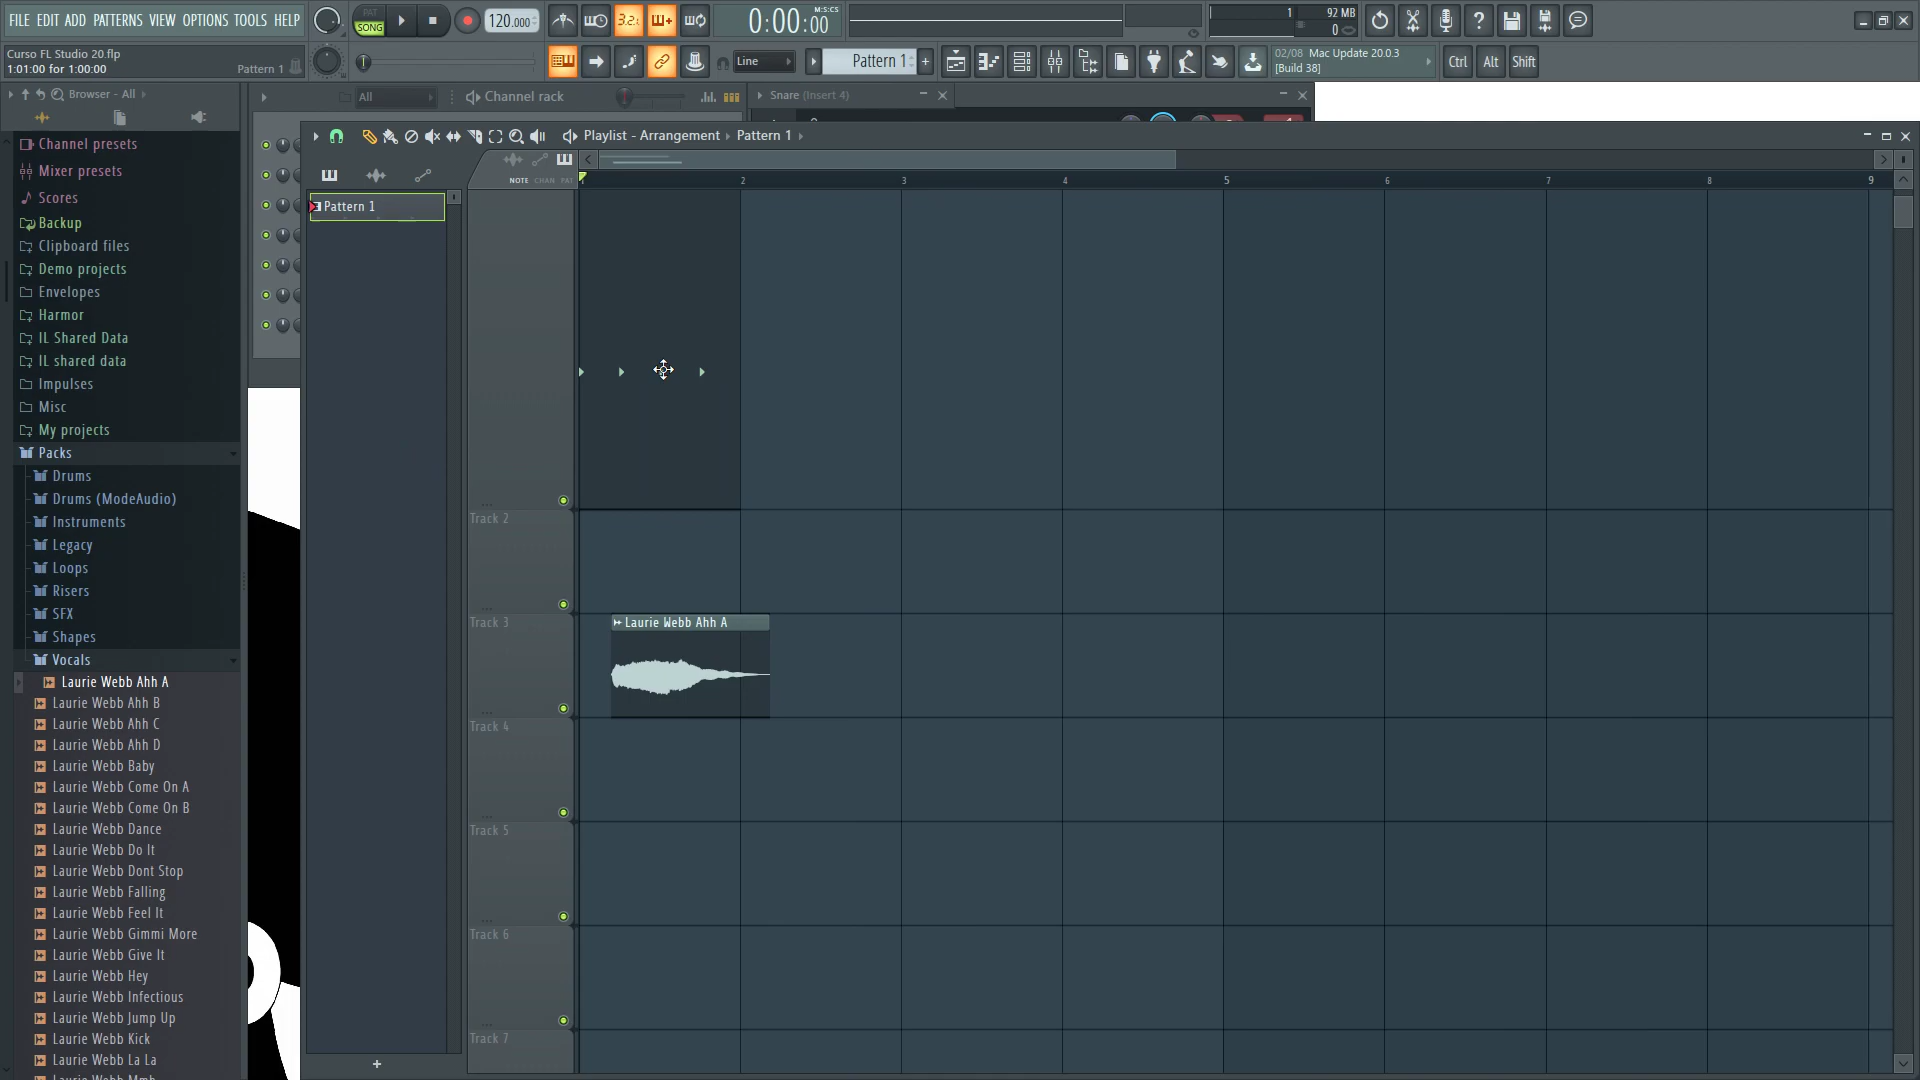 FILE EDIT ADD PATTERNS VIEW OPTIONS TOOLS HELP
PAT
SONG
120.000
3.2.
0:00:00
M:S:CS
1
92 MB
0
Curso FL Studio 20.flp
1:01:00 for 1:00:00
Pattern 1
Line
Pattern 1
+
02/08 Mac Update 20.0.3
[Build 38]
Ctrl
Alt
Shift
Browser - All
All
Channel rack
Snare (Insert 4)
Playlist - Arrangement › Pattern 1 ›
NOTE CHAN PAT
1
2
3
4
5
6
7
8
9
Pattern 1
Channel presets
Mixer presets
Scores
Backup
Clipboard files
Demo projects
Envelopes
Harmor
IL Shared Data
IL shared data
Impulses
Misc
My projects
Packs
Drums
Drums (ModeAudio)
Instruments
Legacy
Loops
Risers
SFX
Shapes
Vocals
Laurie Webb Ahh A
Laurie Webb Ahh B
Laurie Webb Ahh C
Laurie Webb Ahh D
Laurie Webb Baby
Laurie Webb Come On A
Laurie Webb Come On B
Laurie Webb Dance
Laurie Webb Do It
Laurie Webb Dont Stop
Laurie Webb Falling
Laurie Webb Feel It
Laurie Webb Gimmi More
Laurie Webb Give It
Laurie Webb Hey
Laurie Webb Infectious
Laurie Webb Jump Up
Laurie Webb Kick
Laurie Webb La La
Track 2
Track 3
Laurie Webb Ahh A
Track 4
Track 5
Track 6
Track 7
+